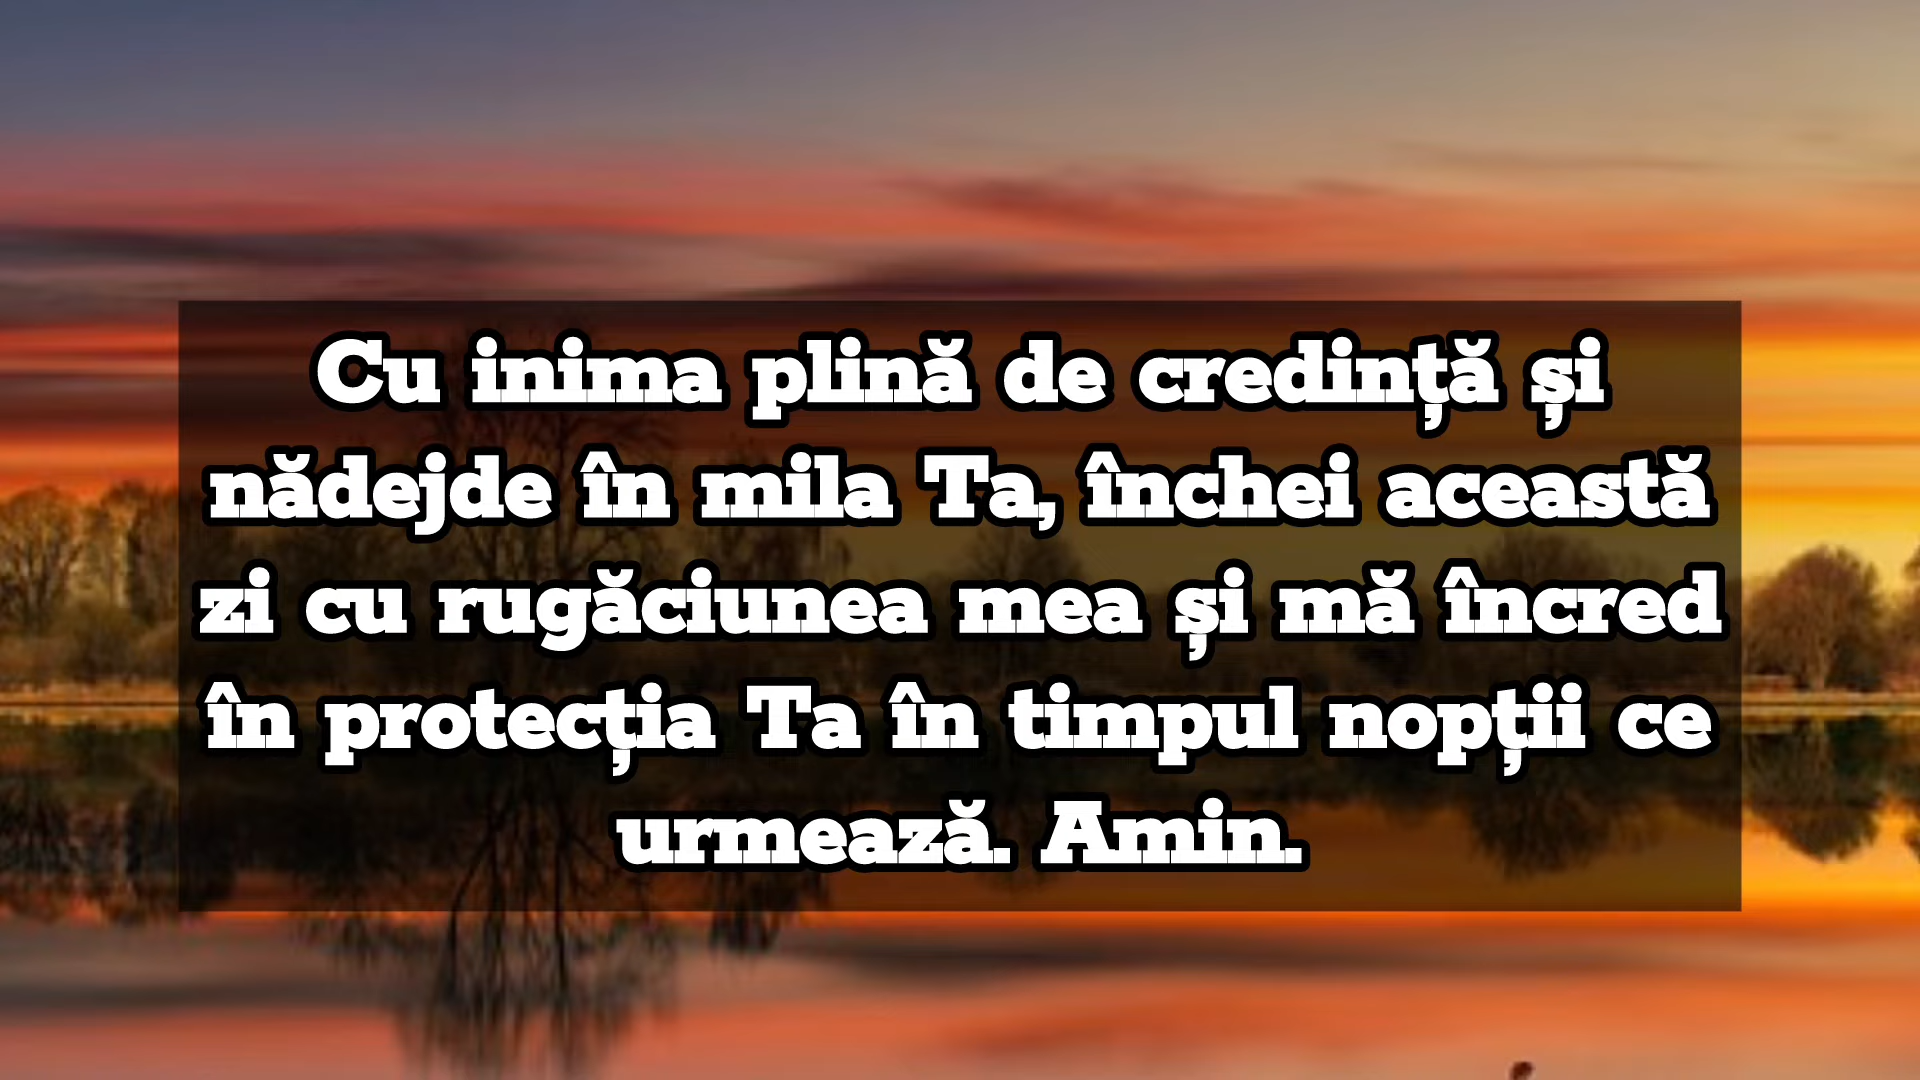 Cu inima plină de credință și
nădejde în mila Ta, închei această
zi cu rugăciunea mea și mă încred
în protecția Ta în timpul nopții ce
urmează. Amin.